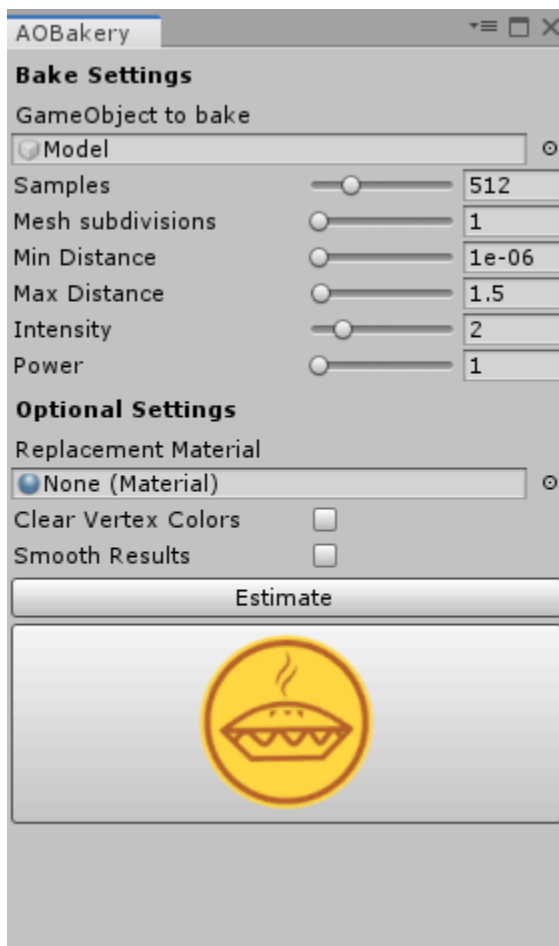 AOBakery
Bake Settings
GameObject to bake
Model
Samples 512
Mesh subdivisions 1
Min Distance 1e-06
Max Distance 1.5
Intensity 2
Power 1
Optional Settings
Replacement Material
None (Material)
Clear Vertex Colors
Smooth Results
Estimate